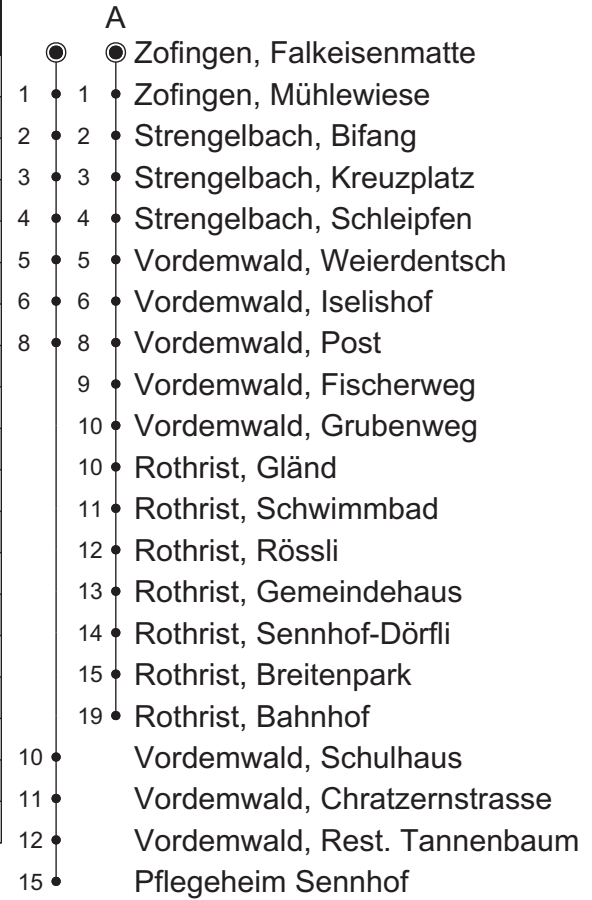 A
Zofingen, Falkeisenmatte
1 1 Zofingen, Mühlewiese
2 2 Strengelbach, Bifang
3 3 Strengelbach, Kreuzplatz
4 4 Strengelbach, Schleipfen
5 5 Vordemwald, Weierdentsch
6 6 Vordemwald, Iselishof
8 8 Vordemwald, Post
9 Vordemwald, Fischerweg
10 Vordemwald, Grubenweg
10 Rothrist, Gländ
11 Rothrist, Schwimmbad
12 Rothrist, Rössli
13 Rothrist, Gemeindehaus
14 Rothrist, Sennhof-Dörfli
15 Rothrist, Breitenpark
19 Rothrist, Bahnhof
10 Vordemwald, Schulhaus
11 Vordemwald, Chratzernstrasse
12 Vordemwald, Rest. Tannenbaum
15 Pflegeheim Sennhof